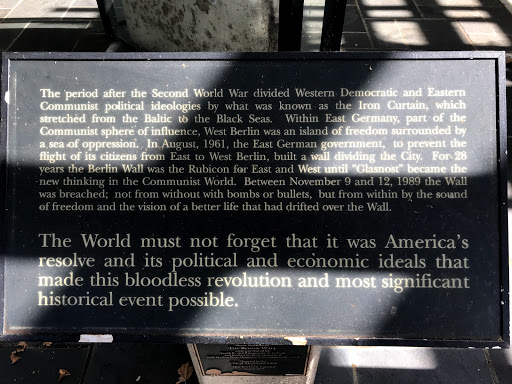 The period after the Second World War divided Western Democratic and Eastern
Communist political ideologies by what was known as the Iron Curtain, which
stretched from the Baltic to the Black Seas. Within East Germany, part of the
Communist sphere of influence, West Berlin was an island of freedom surrounded by
a sea of oppression. In August, 1961, the East German government, to prevent the
flight of its citizens from East to West Berlin, built a wall dividing the City. For 28
years the Berlin Wall was the Rubicon for East and West until "Glasnost" became the
new thinking in the Communist World. Between November 9 and 12, 1989 the Wall
was breached; not from without with bombs or bullets, but from within by the sound
of freedom and the vision of a better life that had drifted over the Wall.
The World must not forget that it was America's
resolve and its political and economic ideals that
made this bloodless revolution and most significant
historical event possible.